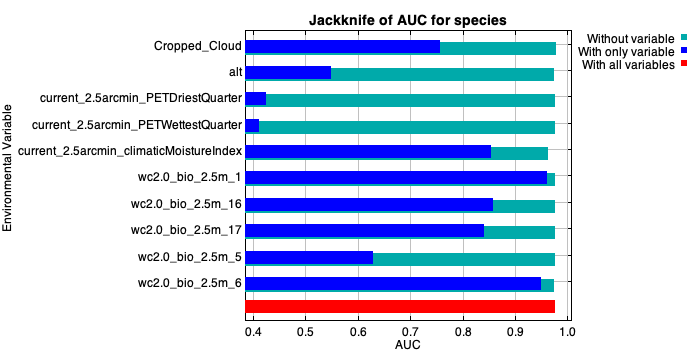 Jackknife of AUC for species
Without variable
With only variable
With all variables
Environmental Variable
Cropped_Cloud
alt
current_2.5arcmin_PETDriestQuarter
current_2.5arcmin_PETWettestQuarter
current_2.5arcmin_climaticMoistureIndex
wc2.0_bio_2.5m_1
wc2.0_bio_2.5m_16
wc2.0_bio_2.5m_17
wc2.0_bio_2.5m_5
wc2.0_bio_2.5m_6
0.4 0.5 0.6 0.7 0.8 0.9 1.0
AUC